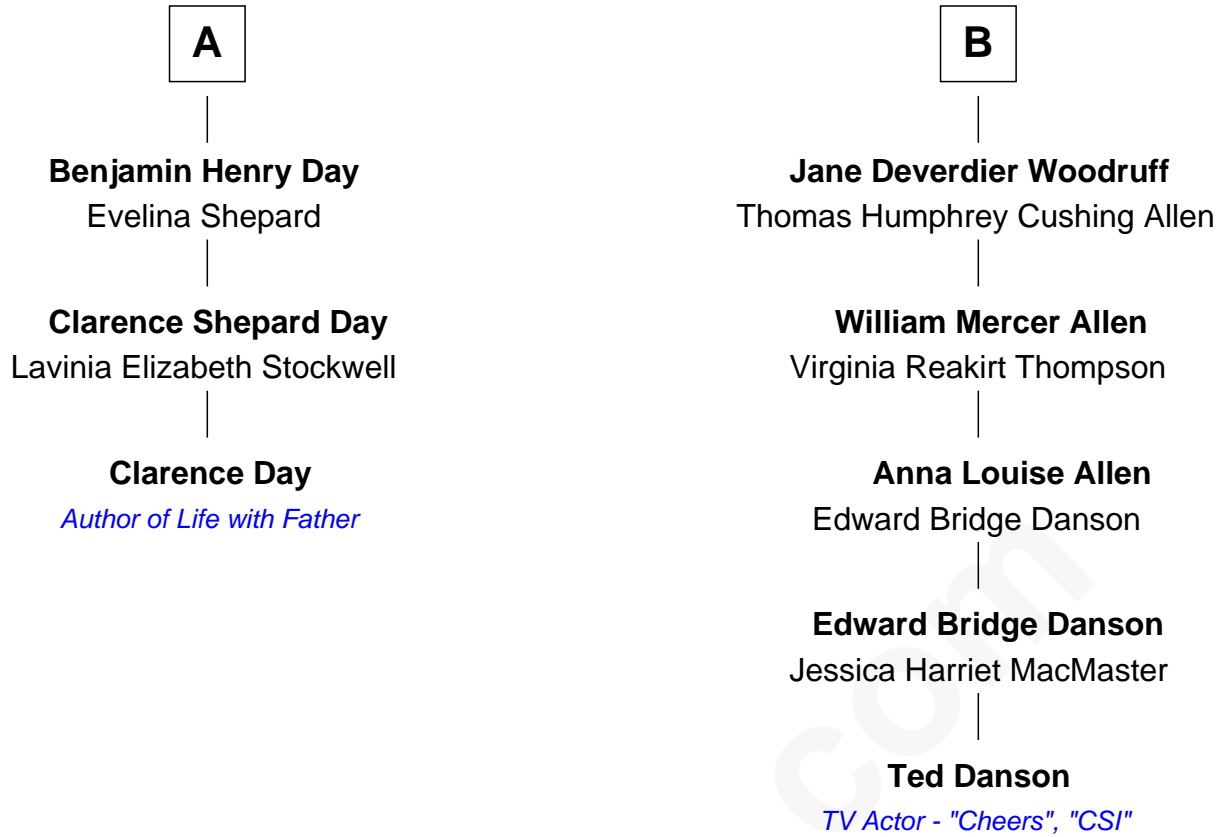 A
Benjamin Henry Day
Evelina Shepard
Clarence Shepard Day
Lavinia Elizabeth Stockwell
Clarence Day
Author of Life with Father
B
Jane Deverdier Woodruff
Thomas Humphrey Cushing Allen
William Mercer Allen
Virginia Reakirt Thompson
Anna Louise Allen
Edward Bridge Danson
Edward Bridge Danson
Jessica Harriet MacMaster
Ted Danson
TV Actor - "Cheers", "CSI"
com